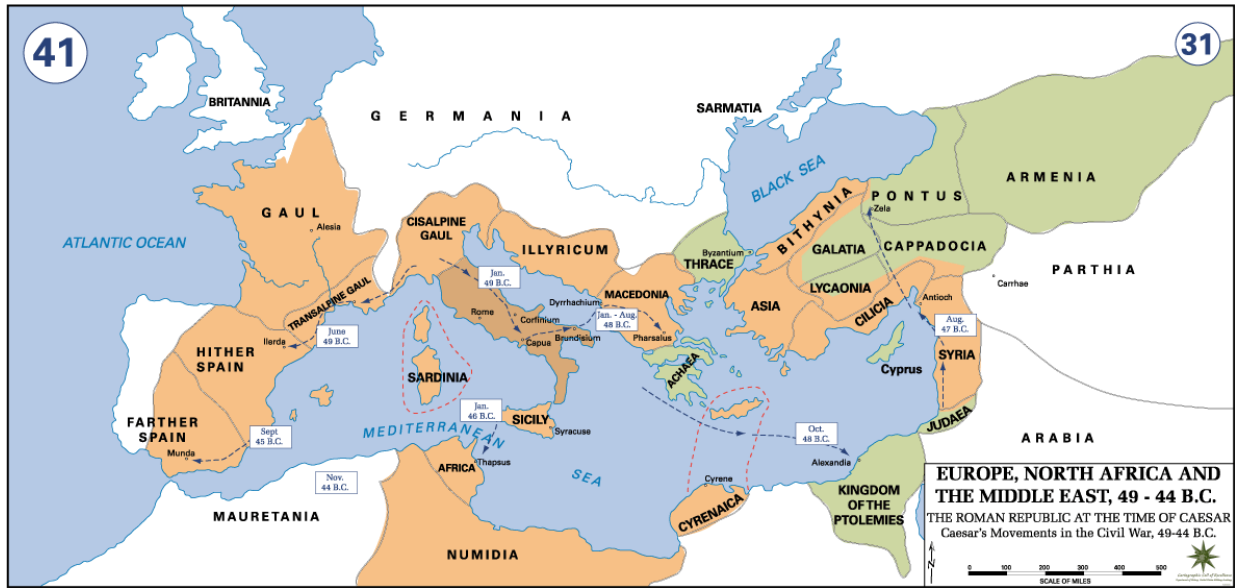 41
31
BRITANNIA
GERMANIA
SARMATIA
ATLANTIC OCEAN
GAUL
Alesia
CISALPINE
GAUL
ILLYRICUM
BLACK SEA
PONTUS
Zela
ARMENIA
BITHYNIA
GALATIA
CAPPADOCIA
Byzantium
THRACE
LYCAONIA
PARTHIA
Carrhae
TRANSALPINE GAUL
Jan.
49 B.C.
Rome
Corfinium
Capua
Brundisium
Dyrrhachium
MACEDONIA
Jan. - Aug.
48 B.C.
Pharsalus
ASIA
CILICIA
Antioch
Aug.
47 B.C.
SYRIA
June
49 B.C.
Ilerda
HITHER
SPAIN
SARDINIA
ACHAEA
Cyprus
FARTHER
SPAIN
Munda
Sept
45 B.C.
Jan.
46 B.C.
SICILY
Syracuse
MEDITERRANEAN
SEA
Oct.
48 B.C.
JUDAEA
ARABIA
Nov.
44 B.C.
AFRICA
Thapsus
Cyrene
CYRENAICA
Alexandia
KINGDOM
OF THE
PTOLEMIES
MAURETANIA
NUMIDIA
EUROPE, NORTH AFRICA AND
THE MIDDLE EAST, 49 - 44 B.C.
THE ROMAN REPUBLIC AT THE TIME OF CAESAR
Caesar's Movements in the Civil War, 49-44 B.C.
N
0 100 200 300 400 500
SCALE OF MILES